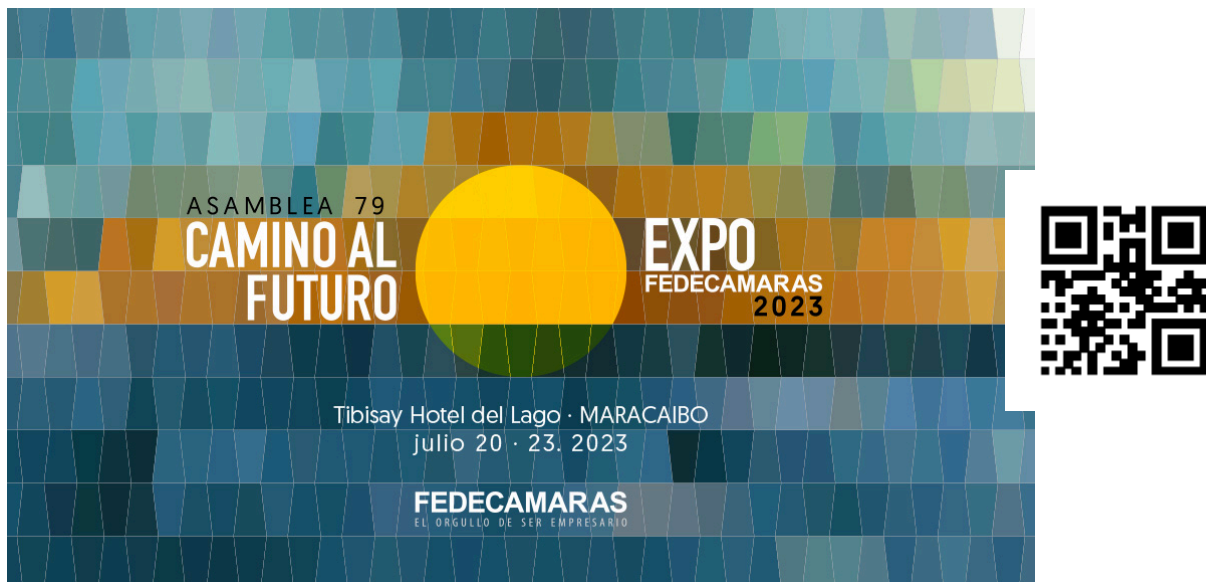 ASAMBLEA 79
CAMINO AL
FUTURO
EXPO
FEDECAMARAS
2023
Tibisay Hotel del Lago · MARACAIBO
julio 20 · 23. 2023
FEDECAMARAS
EL ORGULLO DE SER EMPRESARIO